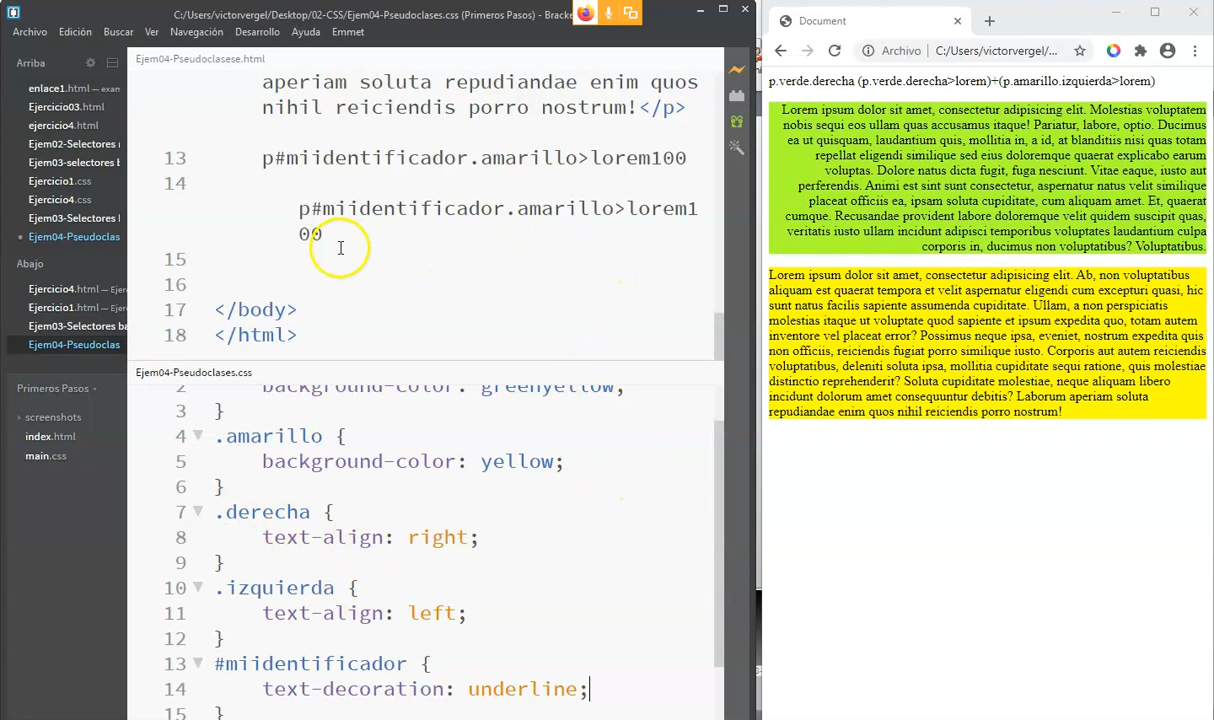 C:/Users/victorvergel/Desktop/02-CSS/Ejem04-Pseudoclases.css (Primeros Pasos) - Bracke
Archivo Edición Buscar Ver Navegación Desarrollo Ayuda Emmet
Arriba
enlace1.html — exam
Ejercicio03.html
ejercicio4.html
Ejem02-Selectores
Ejem03-selectores b
Ejercicio1.css
Ejercicio4.css
Ejem03-Selectores b
Ejem04-Pseudoclas
Abajo
Ejercicio4.html
Ejercicio1.html
Ejem03-Selectores ba
Ejem04-Pseudoclas
Primeros Pasos
screenshots
index.html
main.css
Ejem04-Pseudoclasese.html
aperiam soluta repudiandae enim quos
nihil reiciendis porro nostrum!</p>
13 p#miidentificador.amarillo>lorem100
14
p#miidentificador.amarillo>lorem1
00
15
16
17 </body>
18 </html>
Ejem04-Pseudoclases.css
2 background-color: greenyellow;
3 }
4 .amarillo {
5 background-color: yellow;
6 }
7 .derecha {
8 text-align: right;
9 }
10 .izquierda {
11 text-align: left;
12 }
13 #miidentificador {
14 text-decoration: underline;
15 }
Document
Archivo C:/Users/victorvergel/...
p.verde.derecha (p.verde.derecha>lorem)+(p.amarillo.izquierda>lorem)
Lorem ipsum dolor sit amet, consectetur adipisicing elit. Molestias voluptatem
nobis sequi eos ullam quas accusamus itaque! Pariatur, labore, optio. Ducimus
ea ut quisquam, laudantium quis, mollitia a id, at blanditiis nisi quas totam
repellat eligendi similique sed eius doloremque quaerat explicabo earum
voluptas. Dolore natus dicta fugit, fuga nesciunt. Vitae eaque, iusto aut
perferendis. Animi est sint sunt consectetur, aspernatur natus veniam similique
placeat officiis ea, ipsam soluta cum quaerat totam eligendi. Aut, et, quaerat
cumque. Recusandae provident labore corporis dolorem quidem suscipit quas,
veritatis iusto ullam incidunt adipisci temporibus voluptates laudantium culpa
corporis in, ducimus non voluptatibus? Voluptatibus.
Lorem ipsum dolor sit amet, consectetur adipisicing elit. Ab, non voluptatibus
aliquam est quaerat tempora et velit aspernatur eligendi cum excepturi quasi, hic
sunt natus facilis sapiente assumenda cupiditate. Ullam, a non perspiciatis
molestias itaque ut voluptate quod sapiente et ipsum expedita quo, totam autem
inventore vel placeat error? Possimus neque ipsa, eveniet, nostrum expedita quis
non officiis, reiciendis fugiat porro similique iusto. Corporis aut autem reiciendis
voluptatibus, deleniti soluta ipsa, mollitia cupiditate sequi ratione, quis molestiae
distinctio reprehenderit? Soluta cupiditate molestiae, neque aliquam libero
incidunt dolorum amet consequuntur debitis? Laborum aperiam soluta
repudiandae enim quos nihil reiciendis porro nostrum!